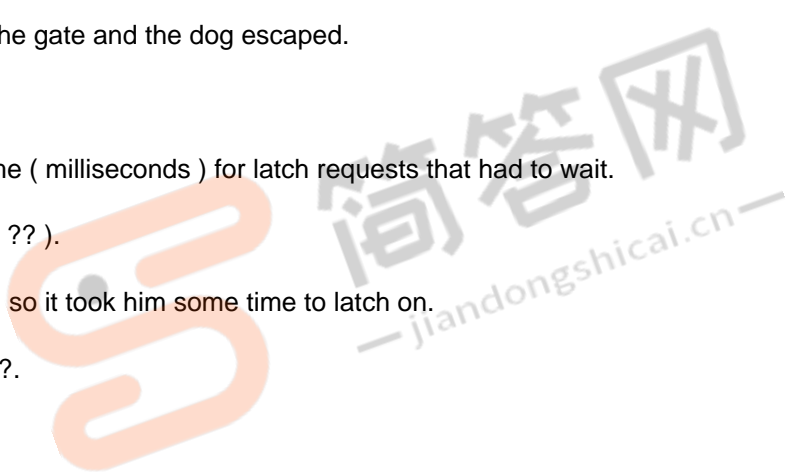 he gate and the dog escaped.
ne ( milliseconds ) for latch requests that had to wait.
?? ).
so it took him some time to latch on.
?.
简答网
jiandongshicai.cn